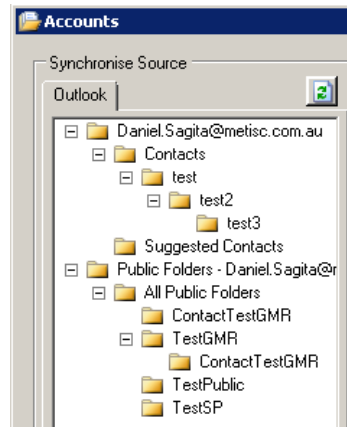 Accounts
Synchronise Source
Outlook
Daniel.Sagita@metisc.com.au
Contacts
test
test2
test3
Suggested Contacts
Public Folders - Daniel.Sagita@r
All Public Folders
ContactTestGMR
TestGMR
ContactTestGMR
TestPublic
TestSP